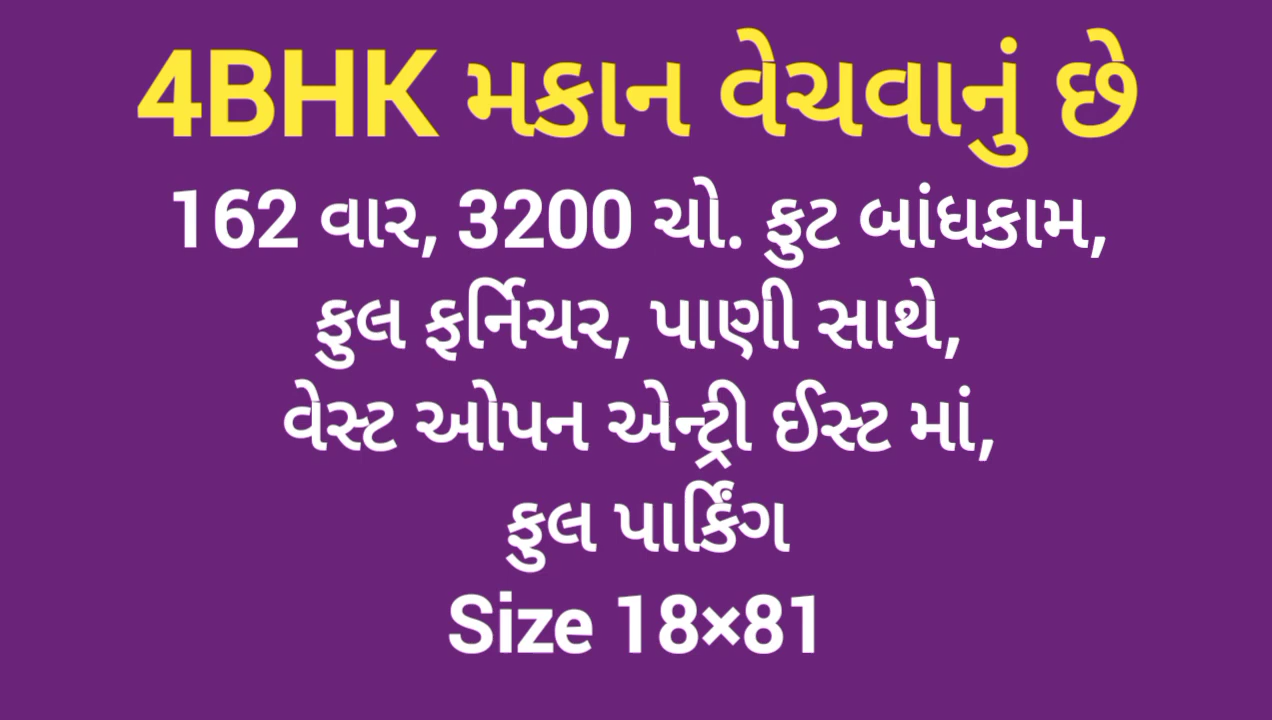 4BHK મકાન વેચવાનું છે
162 વાર, 3200 ચો. ફુટ બાંધકામ,
ફુલ ફર્નિચર, પાણી સાથે,
વેસ્ટ ઓપન એન્ટ્રી ઈસ્ટ માં,
ફુલ પાર્કિંગ
Size 18×81